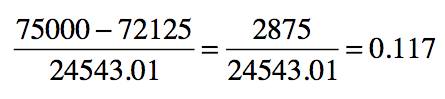 75000 − 72125 / 24543.01 = 2875 / 24543.01 = 0.117